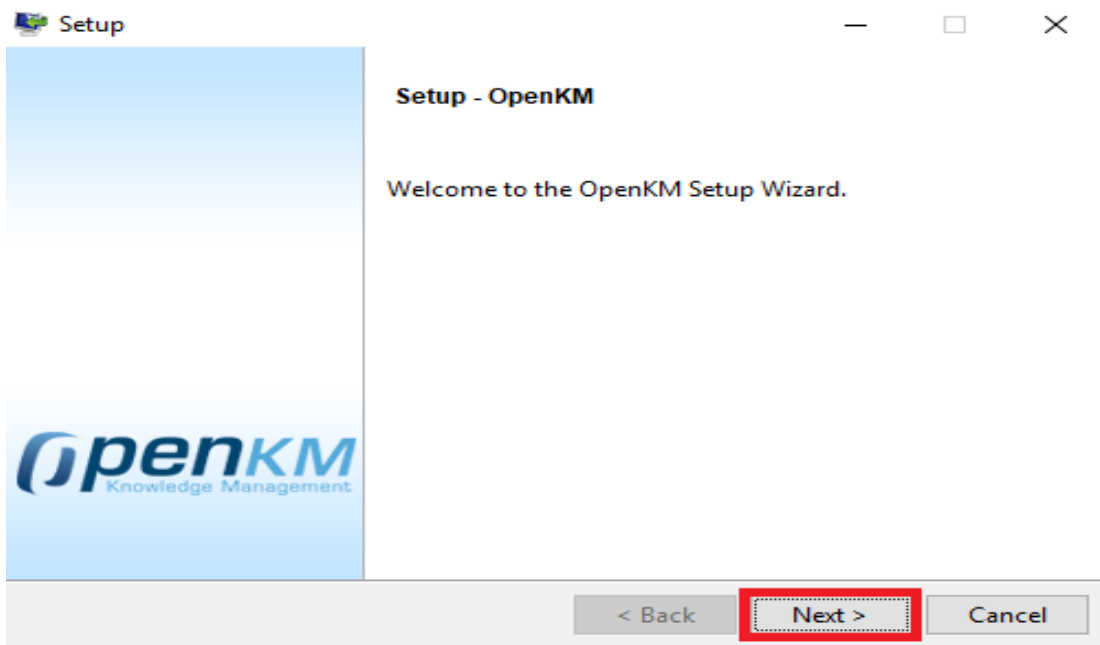 Setup
Setup - OpenKM
Welcome to the OpenKM Setup Wizard.
OpenKM
Knowledge Management
< Back
Next >
Cancel